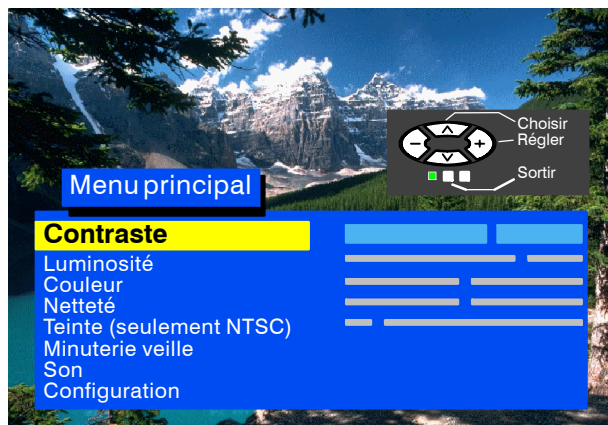 Choisir
Régler
Sortir
Menu principal
Contraste
Luminosité
Couleur
Netteté
Teinte (seulement NTSC)
Minuterie veille
Son
Configuration